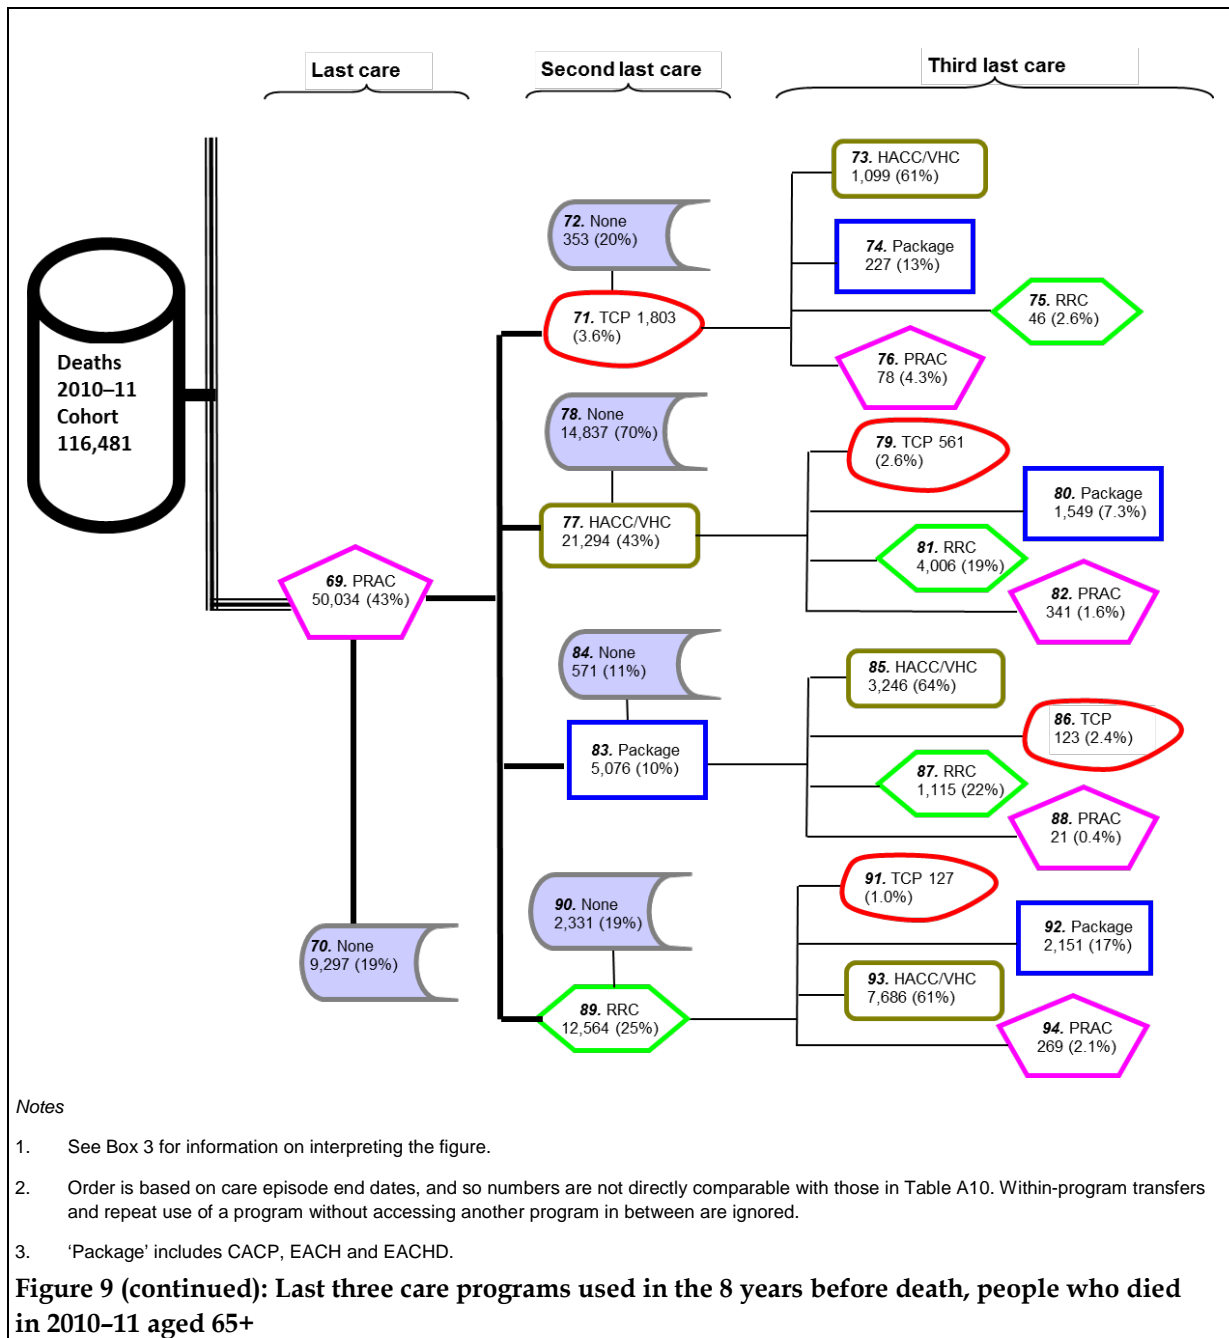 Last care
Second last care
Third last care
Deaths
2010–11
Cohort
116,481
69. PRAC
50,034 (43%)
70. None
9,297 (19%)
72. None
353 (20%)
71. TCP 1,803
(3.6%)
73. HACC/VHC
1,099 (61%)
74. Package
227 (13%)
75. RRC
46 (2.6%)
76. PRAC
78 (4.3%)
78. None
14,837 (70%)
77. HACC/VHC
21,294 (43%)
79. TCP 561
(2.6%)
80. Package
1,549 (7.3%)
81. RRC
4,006 (19%)
82. PRAC
341 (1.6%)
84. None
571 (11%)
83. Package
5,076 (10%)
85. HACC/VHC
3,246 (64%)
86. TCP
123 (2.4%)
87. RRC
1,115 (22%)
88. PRAC
21 (0.4%)
90. None
2,331 (19%)
89. RRC
12,564 (25%)
91. TCP 127
(1.0%)
92. Package
2,151 (17%)
93. HACC/VHC
7,686 (61%)
94. PRAC
269 (2.1%)
Notes
1. See Box 3 for information on interpreting the figure.
2. Order is based on care episode end dates, and so numbers are not directly comparable with those in Table A10. Within-program transfers
and repeat use of a program without accessing another program in between are ignored.
3. ‘Package’ includes CACP, EACH and EACHD.
Figure 9 (continued): Last three care programs used in the 8 years before death, people who died
in 2010–11 aged 65+